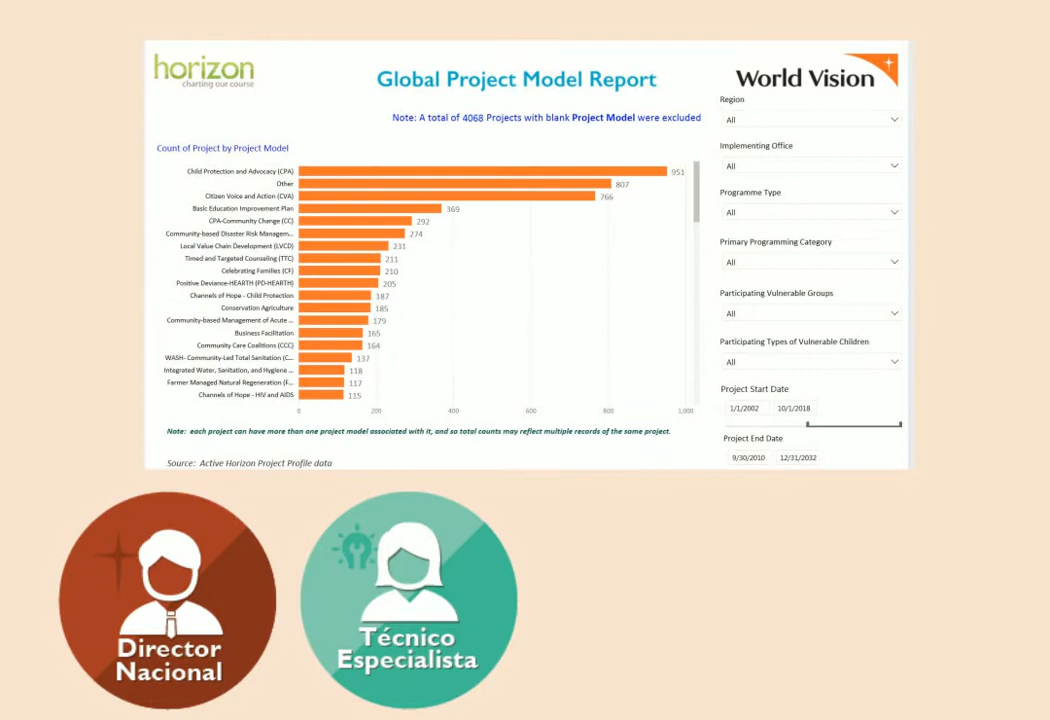 horizon
charting our course
Global Project Model Report
World Vision
Note: A total of 4068 Projects with blank Project Model were excluded
Count of Project by Project Model
Child Protection and Advocacy (CPA) 951
Other 807
Citizen Voice and Action (CVA) 766
Basic Education Improvement Plan 369
CPA-Community Change (CC) 292
Community-based Disaster Risk Managem... 274
Local Value Chain Development (LVCD) 231
Timed and Targeted Counseling (TTC) 211
Celebrating Families (CF) 210
Positive Deviance-HEARTH (PD-HEARTH) 205
Channels of Hope - Child Protection 187
Conservation Agriculture 185
Community-based Management of Acute ... 179
Business Facilitation 165
Community Care Coalitions (CCC) 164
WASH- Community-Led Total Sanitation (C... 137
Integrated Water, Sanitation, and Hygiene ... 118
Farmer Managed Natural Regeneration (F... 117
Channels of Hope - HIV and AIDS 115
0 200 400 600 800 1,000
Note: each project can have more than one project model associated with it, and so total counts may reflect multiple records of the same project.
Source: Active Horizon Project Profile data
Region
All
Implementing Office
All
Programme Type
All
Primary Programming Category
All
Participating Vulnerable Groups
All
Participating Types of Vulnerable Children
All
Project Start Date
1/1/2002 10/1/2018
Project End Date
9/30/2010 12/31/2032
Director
Nacional
Técnico
Especialista